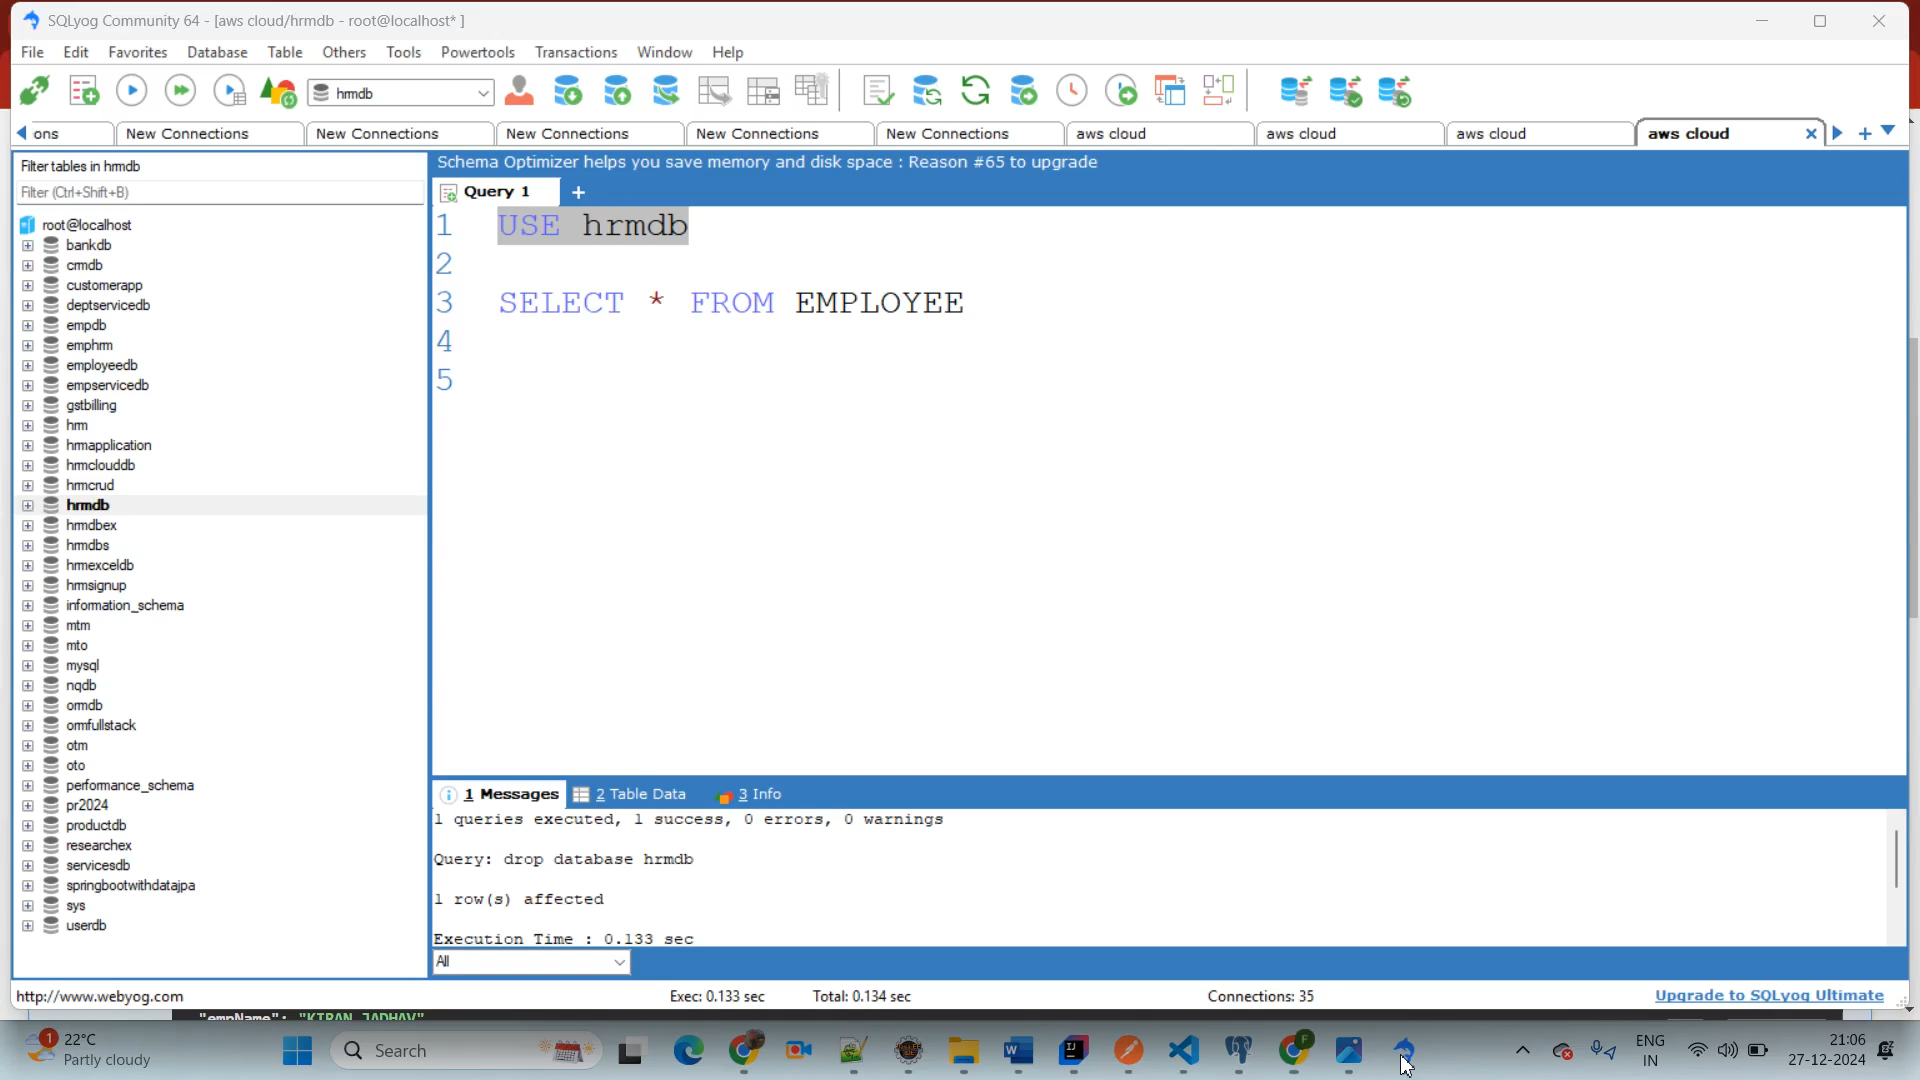 SQLyog Community 64 - [aws cloud/hrmdb - root@localhost* ]
File Edit Favorites Database Table Others Tools Powertools Transactions Window Help
hrmdb
ons New Connections New Connections New Connections New Connections New Connections aws cloud aws cloud aws cloud aws cloud
Filter tables in hrmdb
Filter (Ctrl+Shift+B)
root@localhost
bankdb
crmdb
customerapp
deptservicedb
empdb
emphrm
employeedb
empservicedb
gstbilling
hrm
hrmapplication
hrmclouddb
hrmcrud
hrmdb
hrmdbex
hrmdbs
hrmexceldb
hrmsignup
information_schema
mtm
mto
mysql
nqdb
ormdb
ormfullstack
otm
oto
performance_schema
pr2024
productdb
researchex
servicesdb
springbootwithdatajpa
sys
userdb
Schema Optimizer helps you save memory and disk space : Reason #65 to upgrade
Query 1 +
1 USE hrmdb
2
3 SELECT * FROM EMPLOYEE
4
5
1 Messages 2 Table Data 3 Info
1 queries executed, 1 success, 0 errors, 0 warnings
Query: drop database hrmdb
1 row(s) affected
Execution Time : 0.133 sec
All
http://www.webyog.com Exec: 0.133 sec Total: 0.134 sec Connections: 35 Upgrade to SQLyog Ultimate
"empName": "KIRAN JADHAV"
1
22°C
Partly cloudy
Search
ENG
IN
21:06
27-12-2024